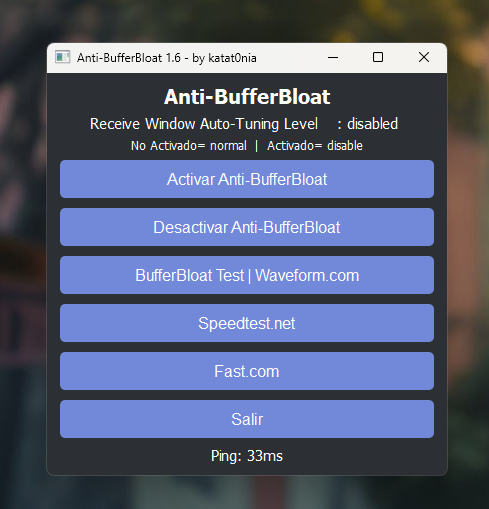 Anti-BufferBloat 1.6 - by katat0nia
Anti-BufferBloat
Receive Window Auto-Tuning Level : disabled
No Activado= normal | Activado= disable
Activar Anti-BufferBloat
Desactivar Anti-BufferBloat
BufferBloat Test | Waveform.com
Speedtest.net
Fast.com
Salir
Ping: 33ms